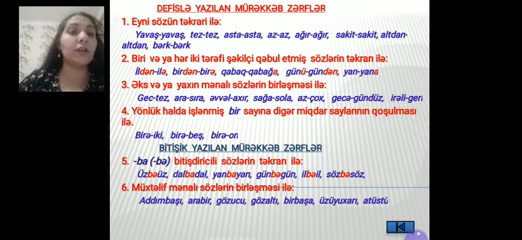 DEFİSLƏ YAZILAN MÜRƏKKƏB ZƏRFLƏR
1. Eyni sözün təkrari ilə:
Yavaş-yavaş, tez-tez, asta-asta, az-az, ağır-ağır, sakit-sakit, altdan-
altdan, bərk-bərk
2. Biri və ya hər iki tərəfi şəkilçi qəbul etmiş sözlərin təkran ilə:
İldən-ilə, birdən-birə, qabaq-qabağa, günü-gündən, yan-yana
3. Əks və ya yaxın mənalı sözlərin birləşməsi ilə:
Gec-tez, ara-sıra, əvvəl-axır, sağa-sola, az-çox, gecə-gündüz, irəli-geri
4. Yönlük halda işlənmiş bir sayına digər miqdar saylarının qoşulması
ilə.
Birə-iki, birə-beş, birə-on
BİTİŞİK YAZILAN MÜRƏKKƏB ZƏRFLƏR
5. -ba (-bə) bitişdiricili sözlərin təkran ilə:
Üzbəüz, dalbadal, yanbayan, günbəgün, ilbəil, sözbəsöz,
6. Müxtəlif mənalı sözlərin birləşməsi ilə:
Addımbaşı, arabir, gözucu, gözaltı, birbaşa, üzüyuxarı, atüstü